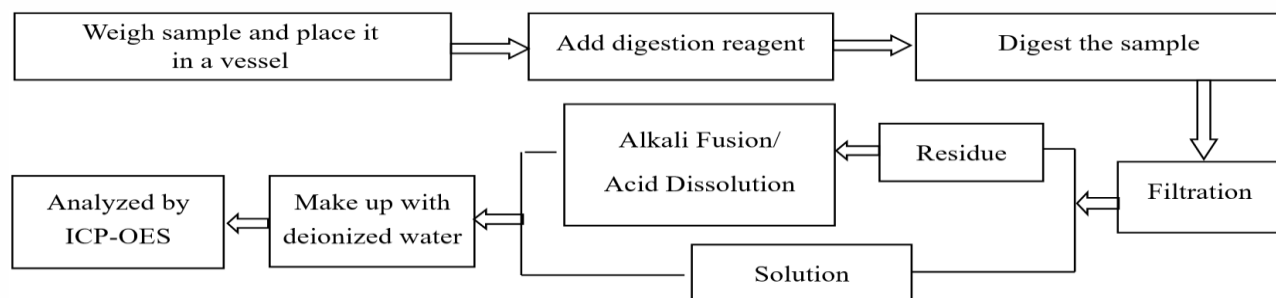 Weigh sample and place it
in a vessel
Add digestion reagent
Digest the sample
Filtration
Residue
Alkali Fusion/
Acid Dissolution
Solution
Make up with
deionized water
Analyzed by
ICP-OES